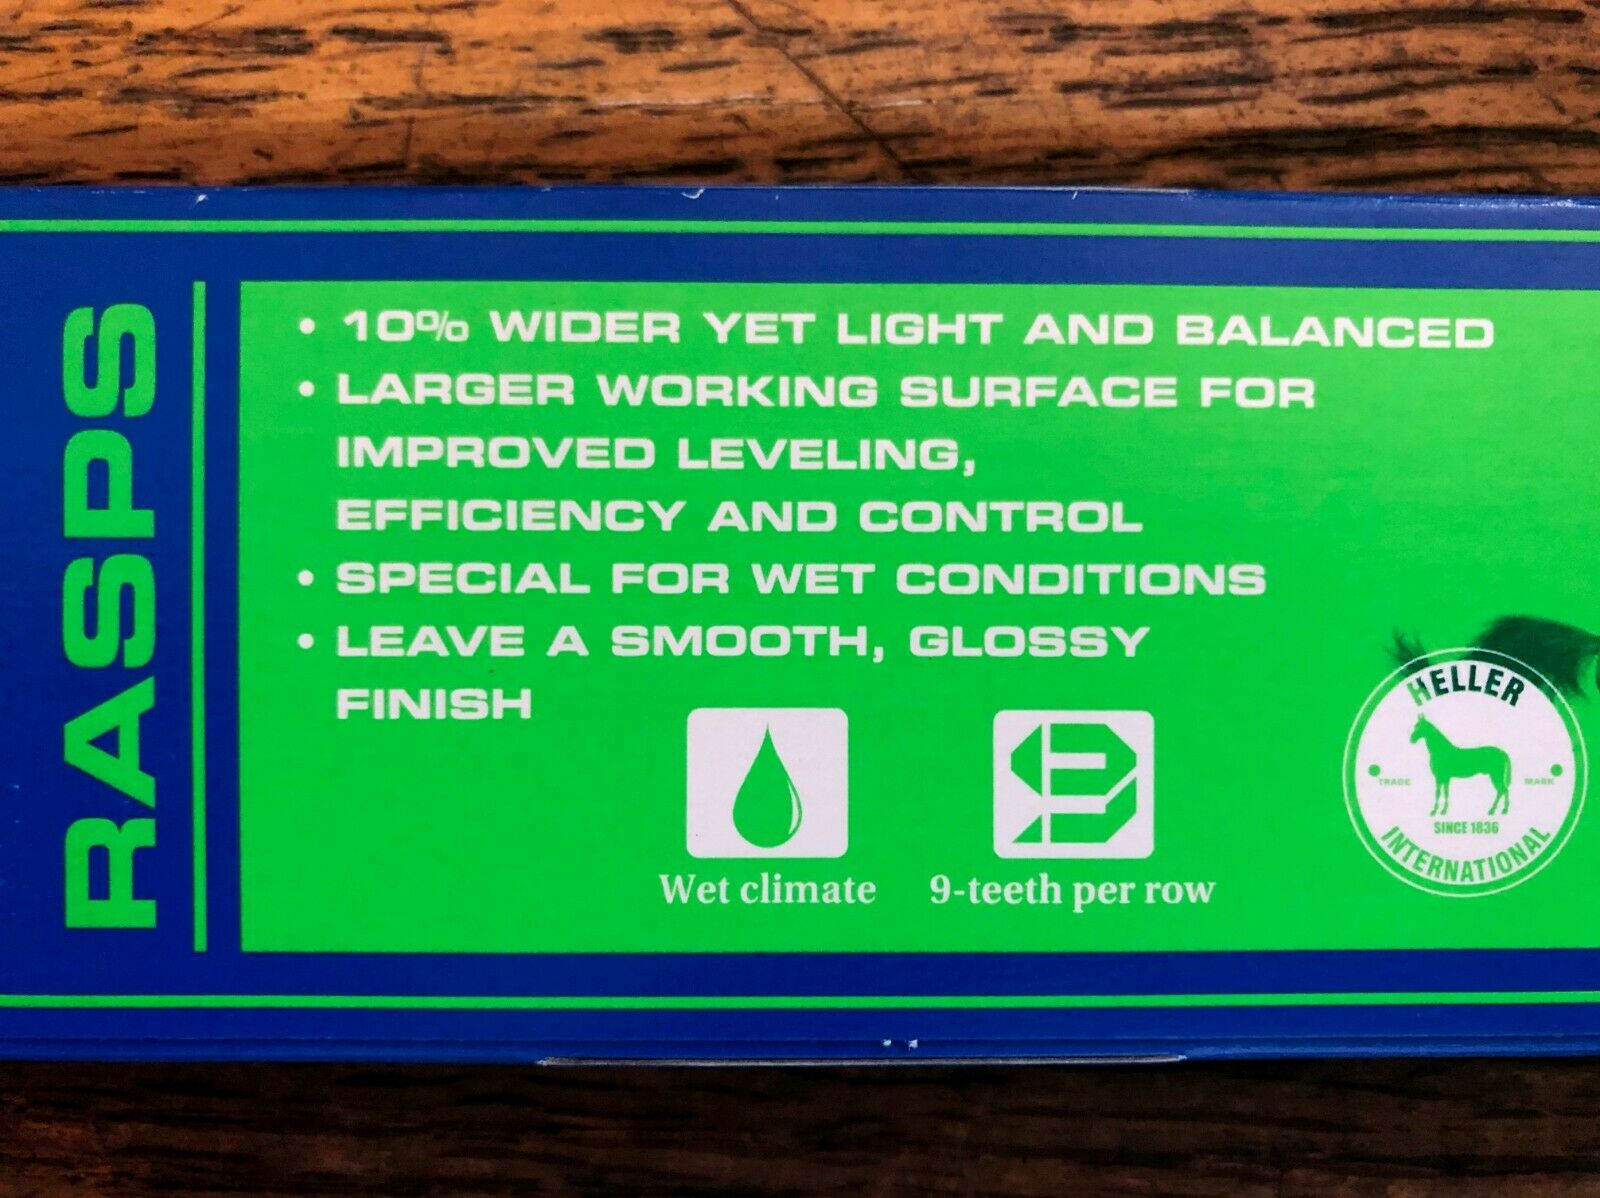 RASPS
• 10% WIDER YET LIGHT AND BALANCED
• LARGER WORKING SURFACE FOR
IMPROVED LEVELING,
EFFICIENCY AND CONTROL
• SPECIAL FOR WET CONDITIONS
• LEAVE A SMOOTH, GLOSSY
FINISH
9
Wet climate
9-teeth per row
HELLER
TRADE MARK
SINCE 1836
INTERNATIONAL